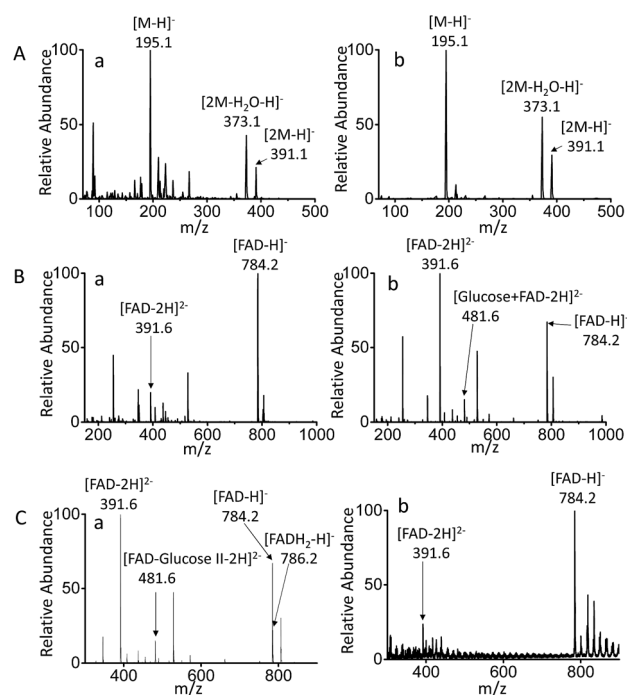 A
a
[M-H]⁻
195.1
[2M-H₂O-H]⁻
373.1
[2M-H]⁻
391.1
Relative Abundance
100
50
0
100 200 300 400 500
m/z
b
[M-H]⁻
195.1
[2M-H₂O-H]⁻
373.1
[2M-H]⁻
391.1
Relative Abundance
100
50
0
100 200 300 400 500
m/z
B
a
[FAD-H]⁻
784.2
[FAD-2H]²⁻
391.6
Relative Abundance
100
50
0
200 400 600 800 1000
m/z
b
[FAD-2H]²⁻
391.6
[Glucose+FAD-2H]²⁻
481.6
[FAD-H]⁻
784.2
Relative Abundance
100
50
0
200 400 600 800 1000
m/z
C
a
[FAD-2H]²⁻
391.6
[FAD-H]⁻
784.2
[FADH₂-H]⁻
786.2
[FAD-Glucose II-2H]²⁻
481.6
Relative Abundance
100
50
0
400 600 800
m/z
b
[FAD-H]⁻
784.2
[FAD-2H]²⁻
391.6
Relative Abundance
100
50
0
300 500 700 900
m/z